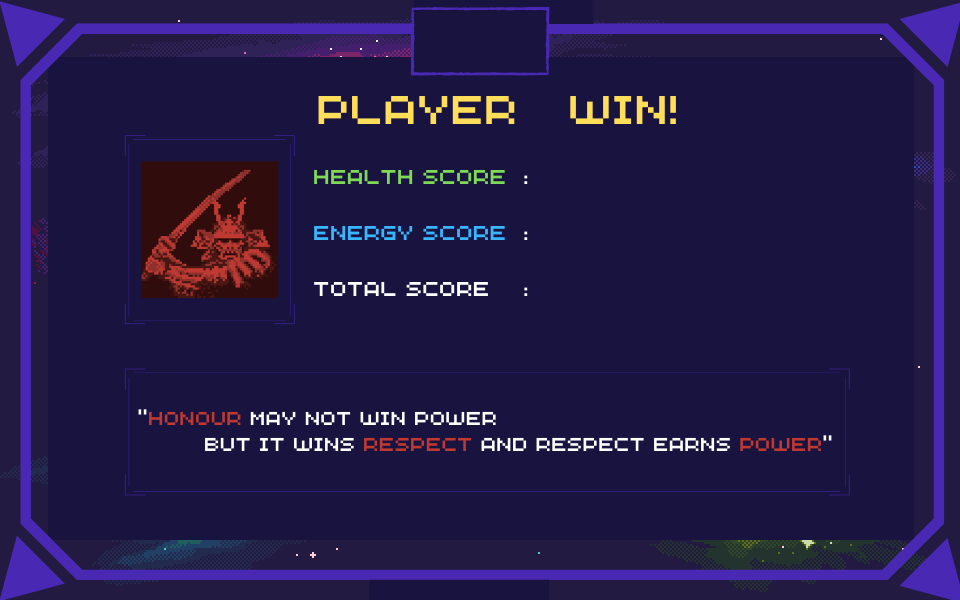 PLAYER WIN!
HEALTH SCORE :
ENERGY SCORE :
TOTAL SCORE :
"HONOUR MAY NOT WIN POWER
BUT IT WINS RESPECT AND RESPECT EARNS POWER"